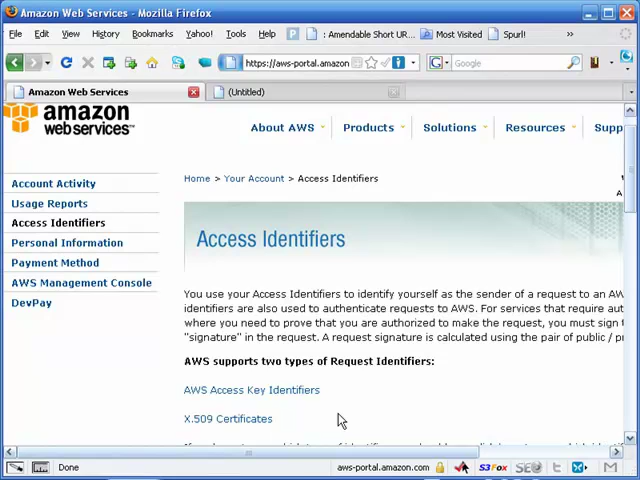 Amazon Web Services - Mozilla Firefox
File Edit View History Bookmarks Yahoo! Tools Help P : Amendable Short UR... Most Visited Spurl!
https://aws-portal.amazon G Google
Amazon Web Services (Untitled)
amazon
webservices™
About AWS Products Solutions Resources Supp
Home > Your Account > Access Identifiers
Account Activity
Usage Reports
Access Identifiers
Personal Information
Payment Method
AWS Management Console
DevPay
Access Identifiers
You use your Access Identifiers to identify yourself as the sender of a request to an AW
identifiers are also used to authenticate requests to AWS. For services that require aut
where you need to prove that you are authorized to make the request, you must sign t
"signature" in the request. A request signature is calculated using the pair of public / pr
AWS supports two types of Request Identifiers:
AWS Access Key Identifiers
X.509 Certificates
Done aws-portal.amazon.com S3Fox SEO